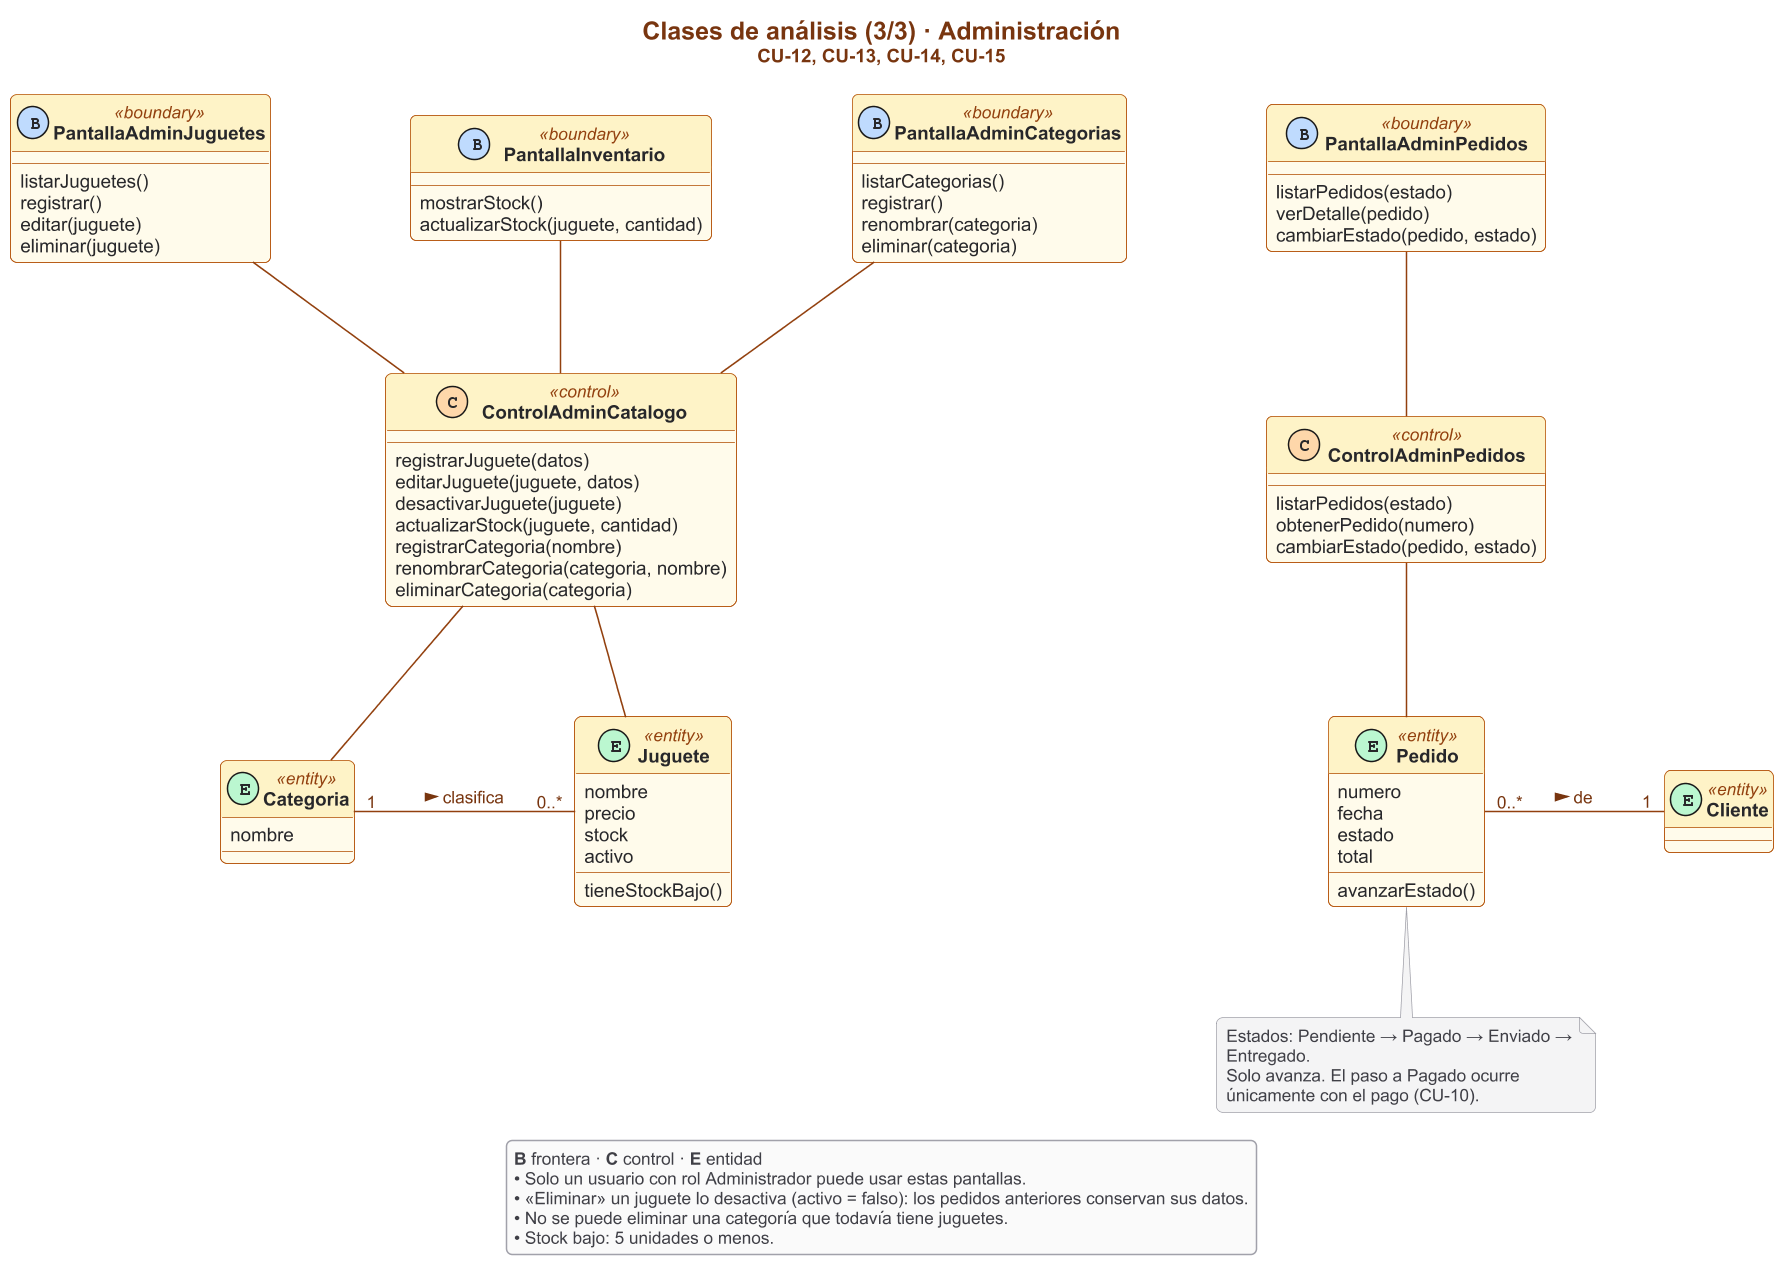 Clases de análisis (3/3) · Administración
CU-12, CU-13, CU-14, CU-15
B
«boundary»
PantallaAdminJuguetes
listarJuguetes()
registrar()
editar(juguete)
eliminar(juguete)
B
«boundary»
PantallaInventario
mostrarStock()
actualizarStock(juguete, cantidad)
B
«boundary»
PantallaAdminCategorias
listarCategorias()
registrar()
renombrar(categoria)
eliminar(categoria)
B
«boundary»
PantallaAdminPedidos
listarPedidos(estado)
verDetalle(pedido)
cambiarEstado(pedido, estado)
C
«control»
ControlAdminCatalogo
registrarJuguete(datos)
editarJuguete(juguete, datos)
desactivarJuguete(juguete)
actualizarStock(juguete, cantidad)
registrarCategoria(nombre)
renombrarCategoria(categoria, nombre)
eliminarCategoria(categoria)
C
«control»
ControlAdminPedidos
listarPedidos(estado)
obtenerPedido(numero)
cambiarEstado(pedido, estado)
E
«entity»
Categoria
nombre
1
► clasifica
0..*
E
«entity»
Juguete
nombre
precio
stock
activo
tieneStockBajo()
E
«entity»
Pedido
numero
fecha
estado
total
avanzarEstado()
0..*
► de
1
E
«entity»
Cliente
Estados: Pendiente → Pagado → Enviado →
Entregado.
Solo avanza. El paso a Pagado ocurre
únicamente con el pago (CU-10).
B frontera · C control · E entidad
• Solo un usuario con rol Administrador puede usar estas pantallas.
• «Eliminar» un juguete lo desactiva (activo = falso): los pedidos anteriores conservan sus datos.
• No se puede eliminar una categoría que todavía tiene juguetes.
• Stock bajo: 5 unidades o menos.